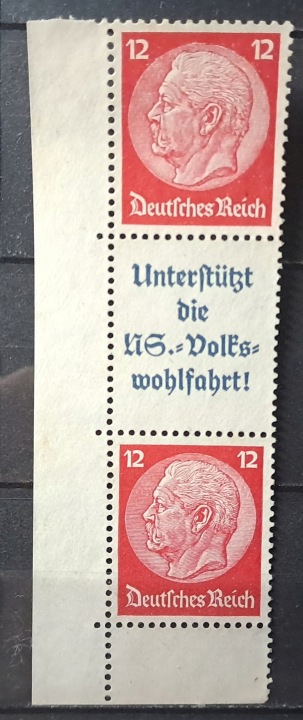 12 12
Deutsches Reich
Unterstützt
die
NS.-Volks-
wohlfahrt!
12 12
Deutsches Reich